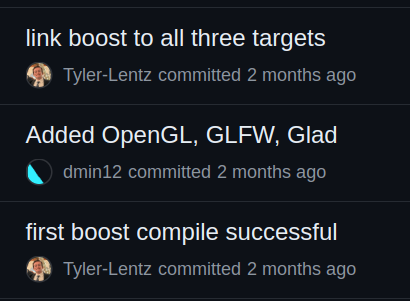 link boost to all three targets
Tyler-Lentz committed 2 months ago
Added OpenGL, GLFW, Glad
dmin12 committed 2 months ago
first boost compile successful
Tyler-Lentz committed 2 months ago